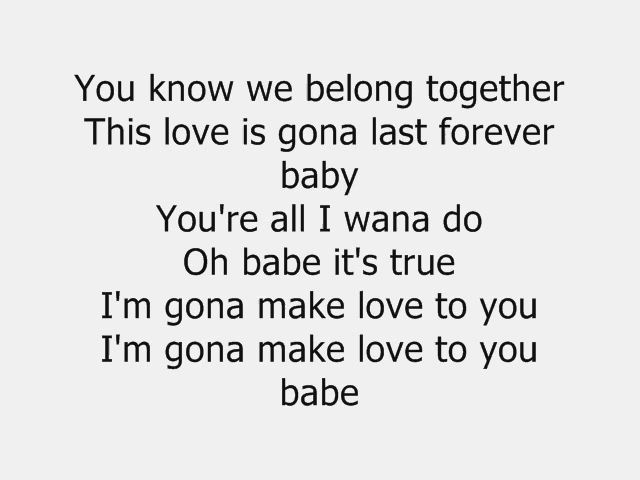 You know we belong together
This love is gona last forever
baby
You're all I wana do
Oh babe it's true
I'm gona make love to you
I'm gona make love to you
babe